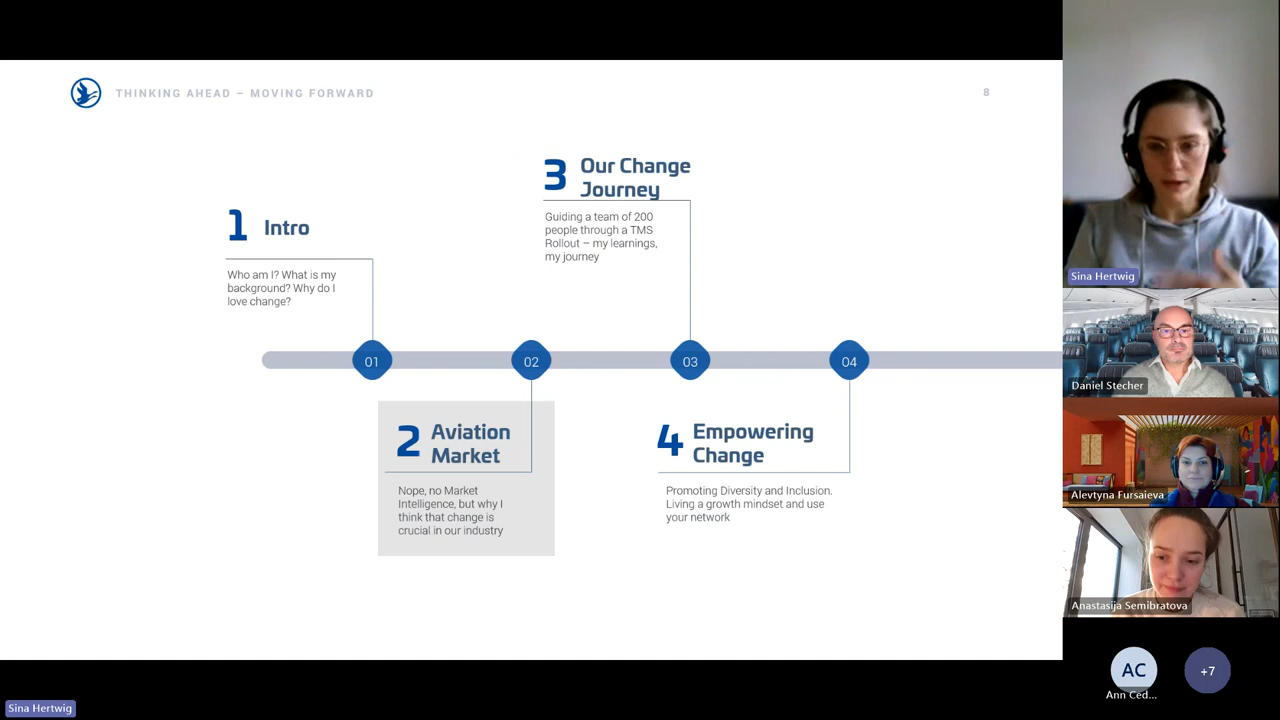 THINKING AHEAD – MOVING FORWARD
8
1 Intro
Who am I? What is my
background? Why do I
love change?
3 Our Change
Journey
Guiding a team of 200
people through a TMS
Rollout – my learnings,
my journey
01
02
03
04
2 Aviation
Market
Nope, no Market
Intelligence, but why I
think that change is
crucial in our industry
4 Empowering
Change
Promoting Diversity and Inclusion.
Living a growth mindset and use
your network
Sina Hertwig
Daniel Stecher
Alevtyna Fursaieva
Anastasija Semibratova
AC
Ann Ced...
+7
Sina Hertwig